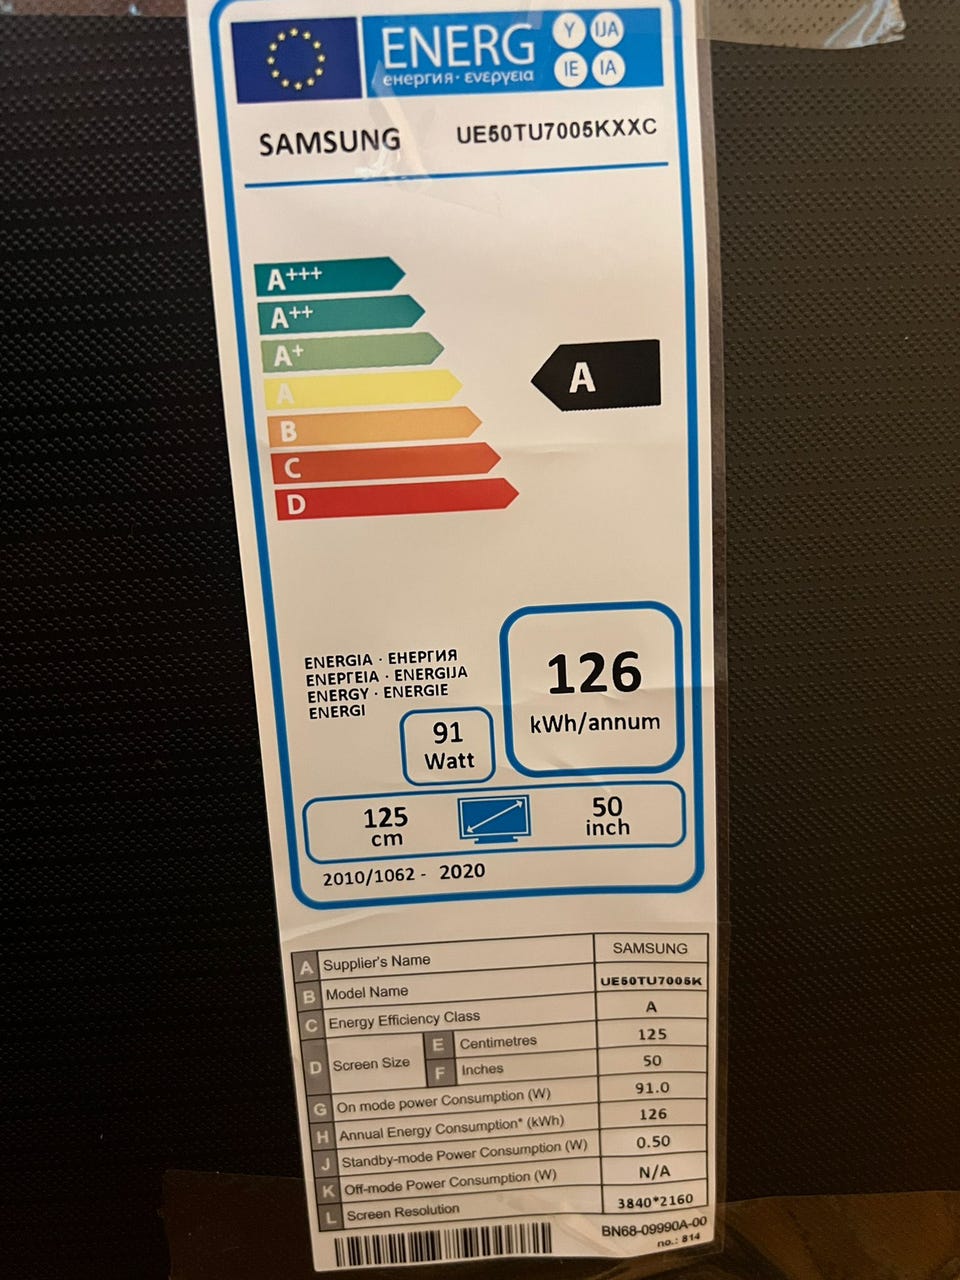 ENERG Y IJA
енергия · ενεργεια IE IA
SAMSUNG UE50TU7005KXXC
A+++
A++
A+
A
A
B
C
D
ENERGIA · ЕНЕРГИЯ
ΕΝΕΡΓΕΙΑ · ENERGIJA
ENERGY · ENERGIE
ENERGI
126
kWh/annum
91
Watt
125
cm
50
inch
2010/1062 - 2020
A Supplier's Name SAMSUNG
B Model Name UE50TU7005K
C Energy Efficiency Class A
D Screen Size E Centimetres 125
F Inches 50
G On mode power Consumption (W) 91.0
H Annual Energy Consumption* (kWh) 126
J Standby-mode Power Consumption (W) 0.50
K Off-mode Power Consumption (W) N/A
L Screen Resolution 3840*2160
BN68-09990A-00
no.: 814